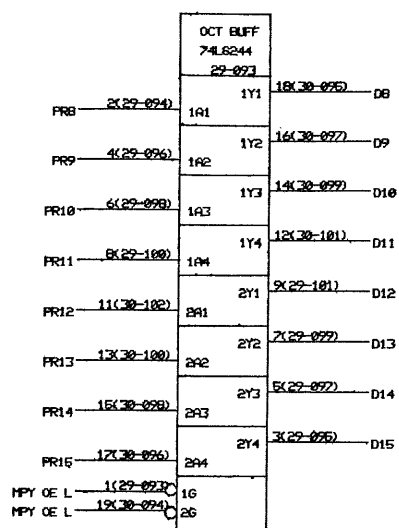 OCT BUFF
74LS244
29-093
1Y1 18(30-095) D8
PR8 2(29-094) 1A1
1Y2 16(30-097) D9
PR9 4(29-096) 1A2
1Y3 14(30-099) D10
PR10 6(29-098) 1A3
1Y4 12(30-101) D11
PR11 8(29-100) 1A4
2Y1 9(29-101) D12
PR12 11(30-102) 2A1
2Y2 7(29-099) D13
PR13 13(30-100) 2A2
2Y3 5(29-097) D14
PR14 15(30-098) 2A3
2Y4 3(29-095) D15
PR15 17(30-096) 2A4
MPY OE L 1(29-093) 1G
MPY OE L 19(30-094) 2G